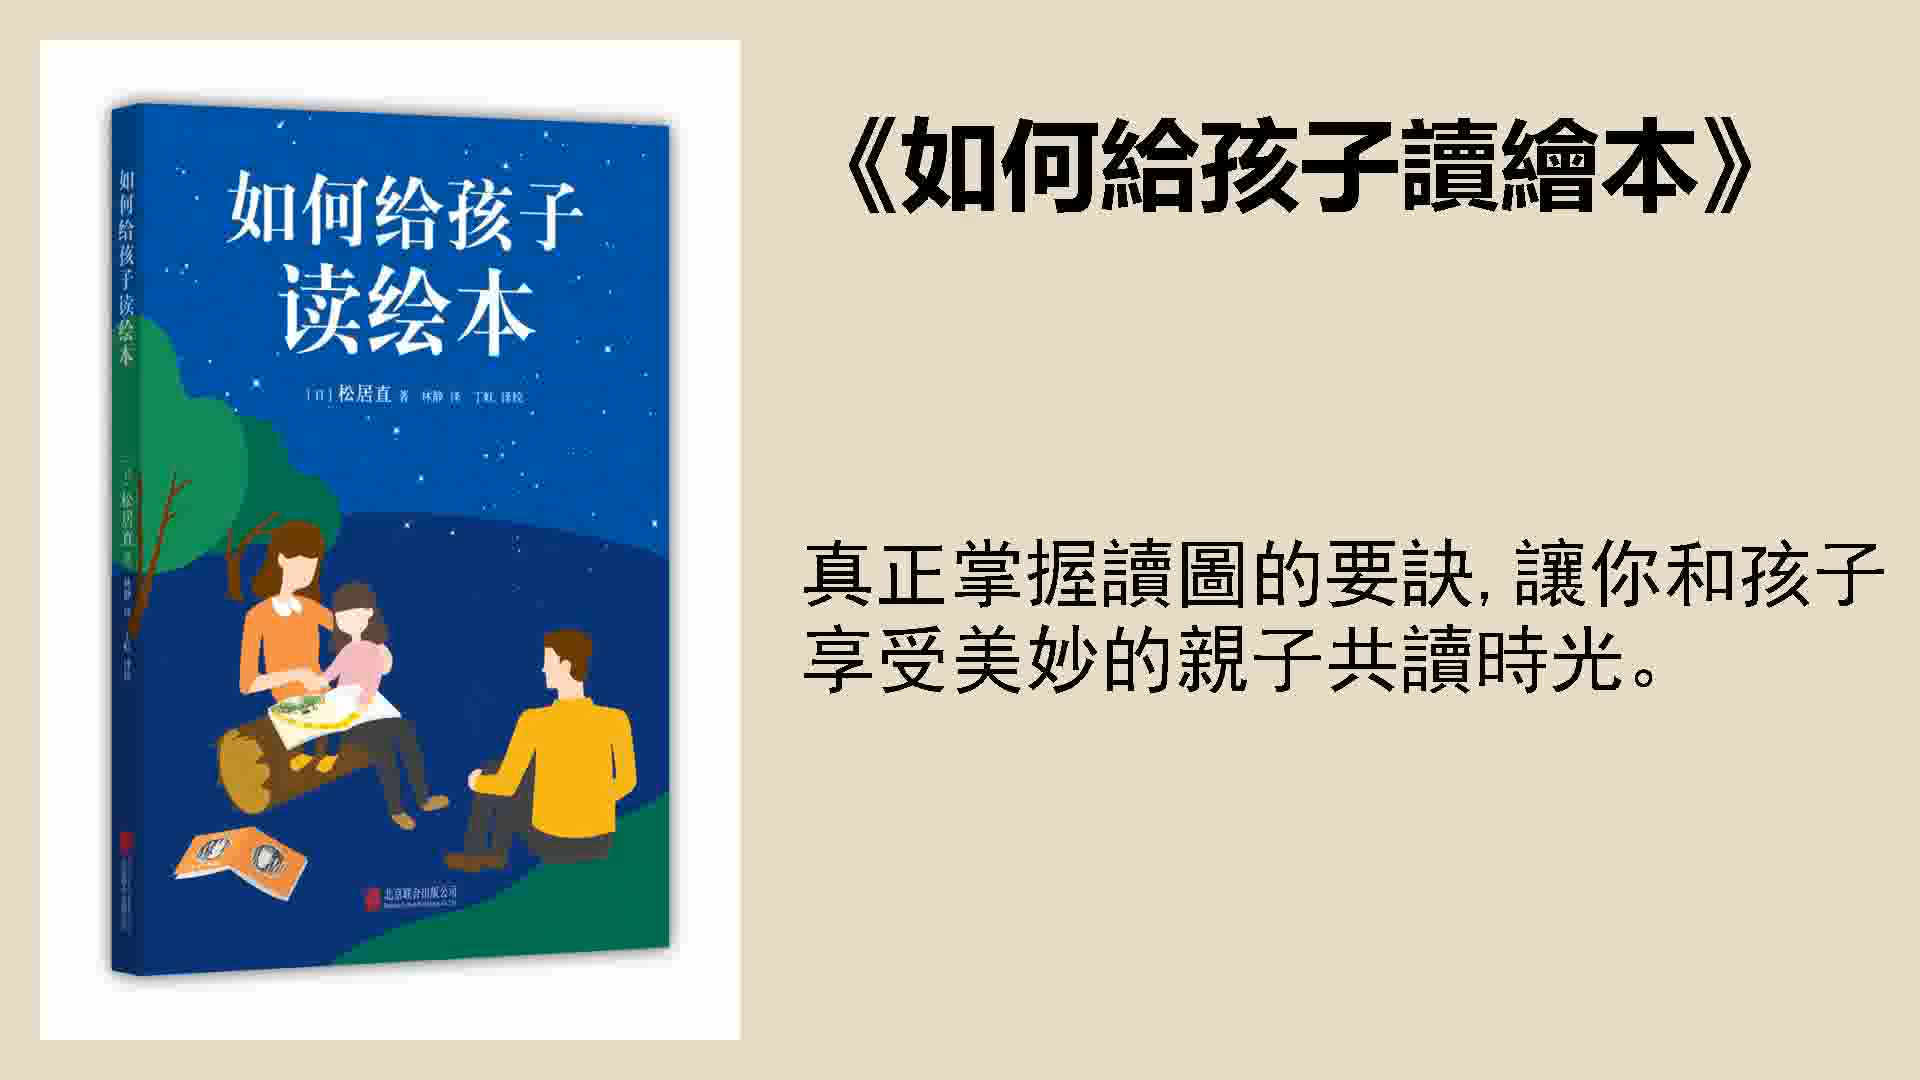 如何给孩子
读绘本
[日]松居直 著 林静 译 丁虹 译校
北京联合出版公司
如何给孩子读绘本
松居直
《如何給孩子讀繪本》
真正掌握讀圖的要訣,讓你和孩子
享受美妙的親子共讀時光。